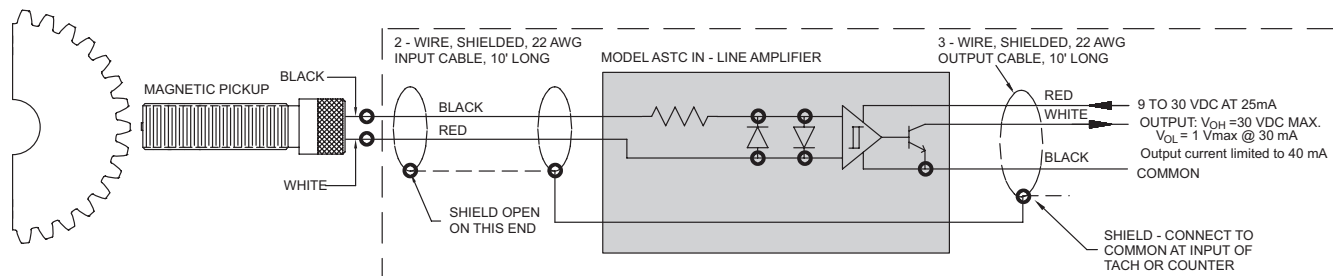 2 - WIRE, SHIELDED, 22 AWG
INPUT CABLE, 10' LONG
3 - WIRE, SHIELDED, 22 AWG
OUTPUT CABLE, 10' LONG
MODEL ASTC IN - LINE AMPLIFIER
BLACK
MAGNETIC PICKUP
WHITE
BLACK
RED
SHIELD OPEN
ON THIS END
RED
WHITE
BLACK
9 TO 30 VDC AT 25mA
OUTPUT: VOH =30 VDC MAX.
VOL = 1 Vmax @ 30 mA
Output current limited to 40 mA
COMMON
SHIELD - CONNECT TO
COMMON AT INPUT OF
TACH OR COUNTER